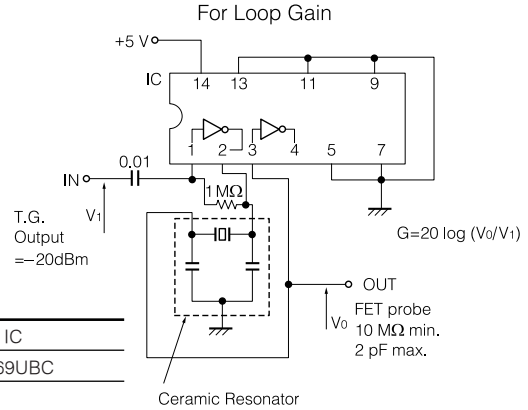 For Loop Gain
+5 V
IC
14 13 11 9
1 2 3 4 5 7
0.01
IN
1 MΩ
V1
T.G.
Output
=–20dBm
G=20 log (V0/V1)
OUT
V0
FET probe
10 MΩ min.
2 pF max.
IC
69UBC
Ceramic Resonator